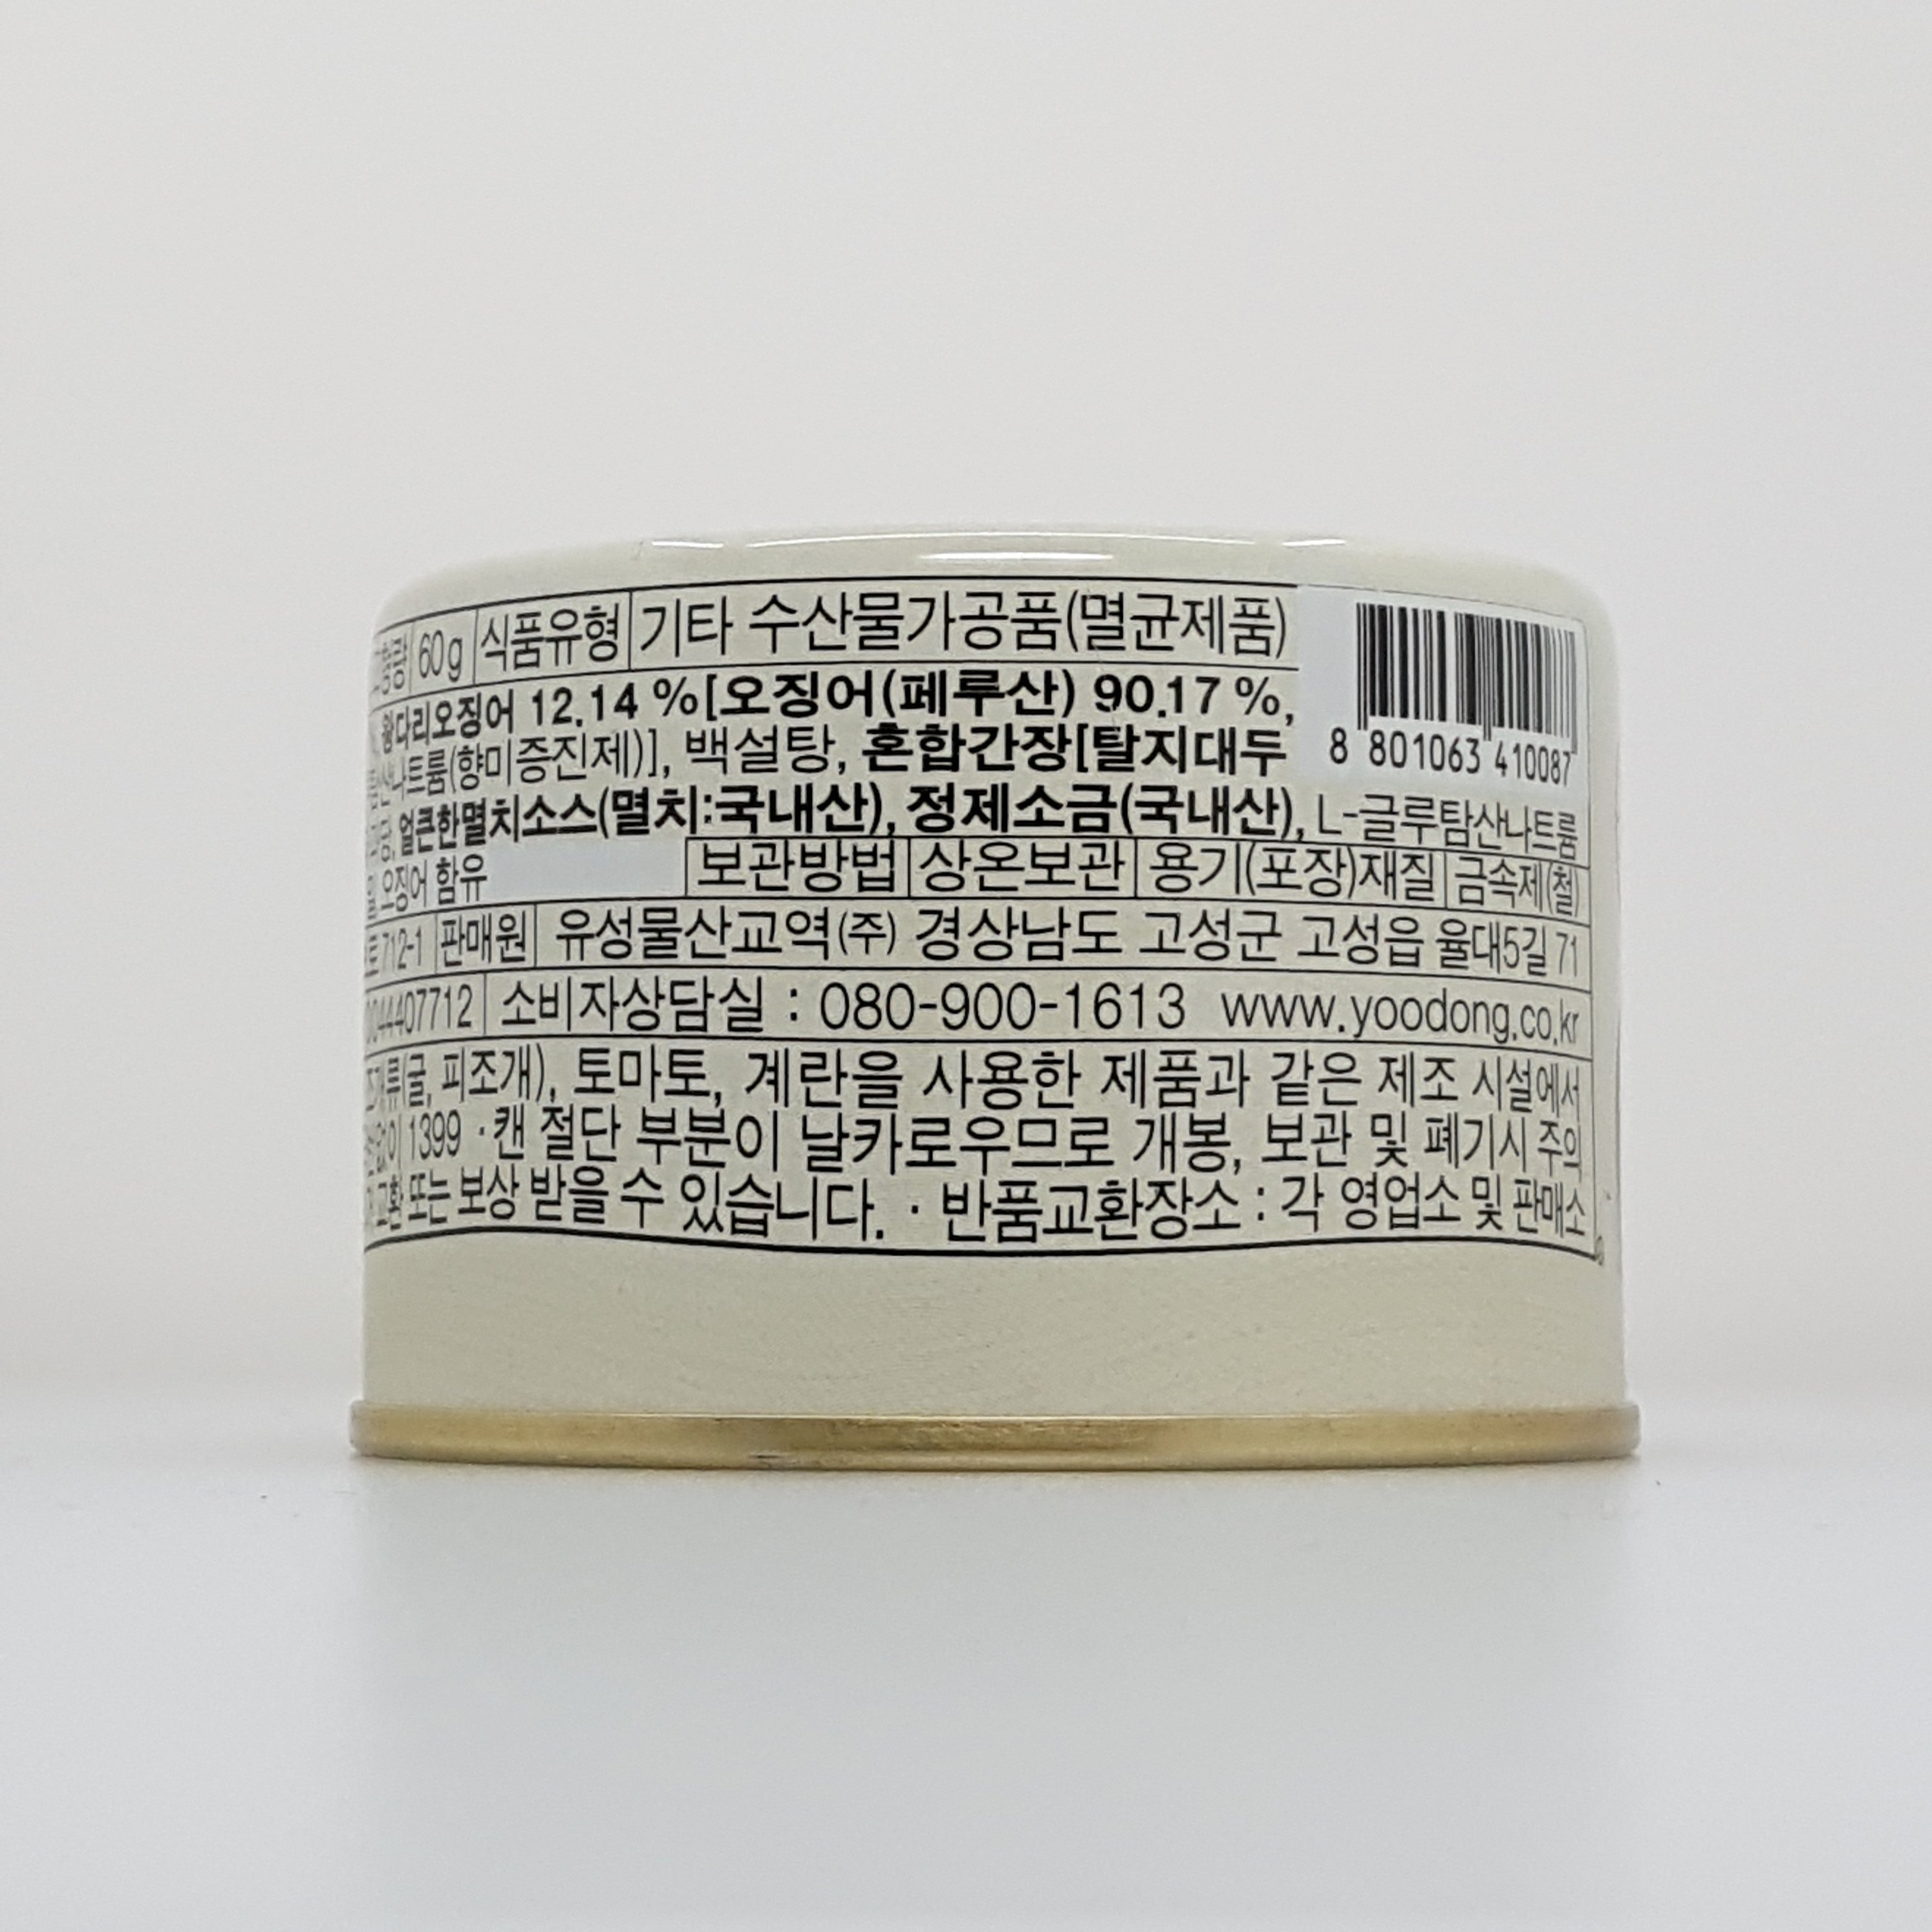 60g 식품유형 기타 수산물가공품(멸균제품)
왕다리오징어 12.14 %[오징어(페루산) 90.17 %,
나트륨(향미증진제)], 백설탕, 혼합간장[탈지대두
8 801063 410087
얼큰한멸치소스(멸치:국내산), 정제소금(국내산), L-글루탐산나트륨
오징어 함유 보관방법 상온보관 용기(포장)재질 금속제(철)
712-1 판매원 유성물산교역(주) 경상남도 고성군 고성읍 율대5길 71
044407712 소비자상담실 : 080-900-1613 www.yoodong.co.kr
(굴, 피조개), 토마토, 계란을 사용한 제품과 같은 제조 시설에서
1399 ·캔 절단 부분이 날카로우므로 개봉, 보관 및 폐기시 주의
교환 또는 보상 받을 수 있습니다. · 반품교환장소 : 각 영업소 및 판매소